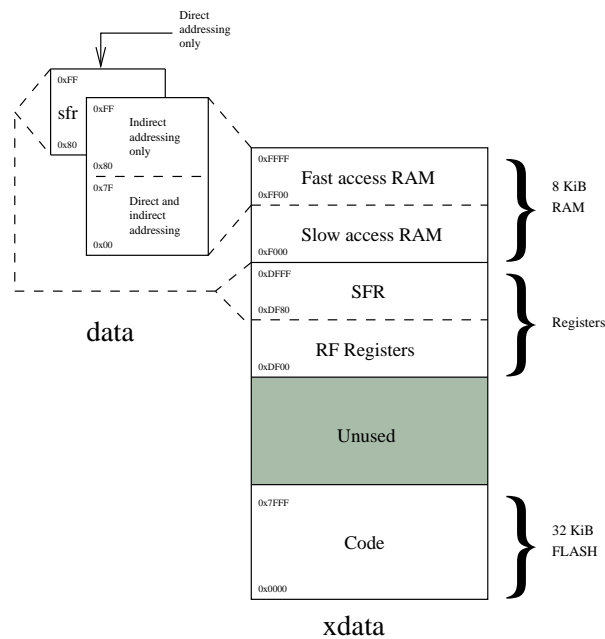 Direct
addressing
only
0xFF
sfr
0x80
0xFF
Indirect
addressing
only
0x80
0x7F
Direct and
indirect
addressing
0x00
data
0xFFFF
Fast access RAM
0xFF00
Slow access RAM
0xF000
0xDFFF
SFR
0xDF80
RF Registers
0xDF00
Unused
0x7FFF
Code
0x0000
xdata
8 KiB
RAM
Registers
32 KiB
FLASH